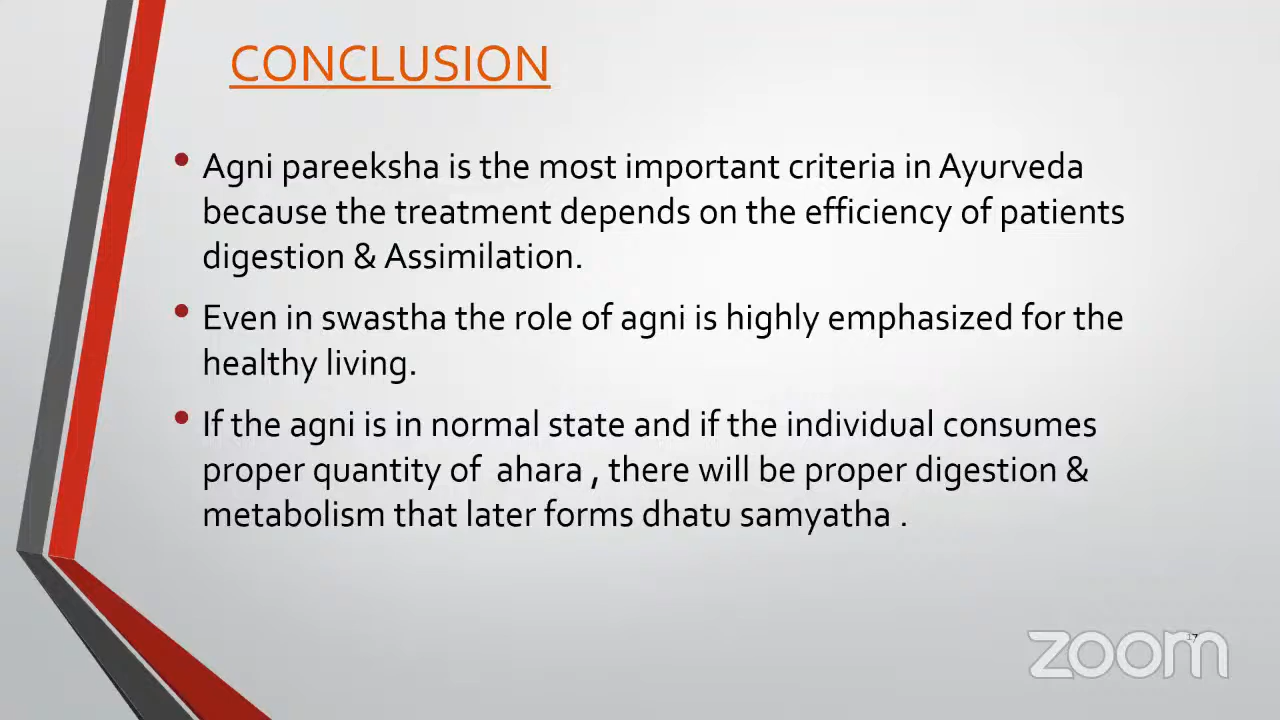 CONCLUSION
Agni pareeksha is the most important criteria in Ayurveda
because the treatment depends on the efficiency of patients
digestion & Assimilation.
Even in swastha the role of agni is highly emphasized for the
healthy living.
If the agni is in normal state and if the individual consumes
proper quantity of ahara , there will be proper digestion &
metabolism that later forms dhatu samyatha .
17
zoom